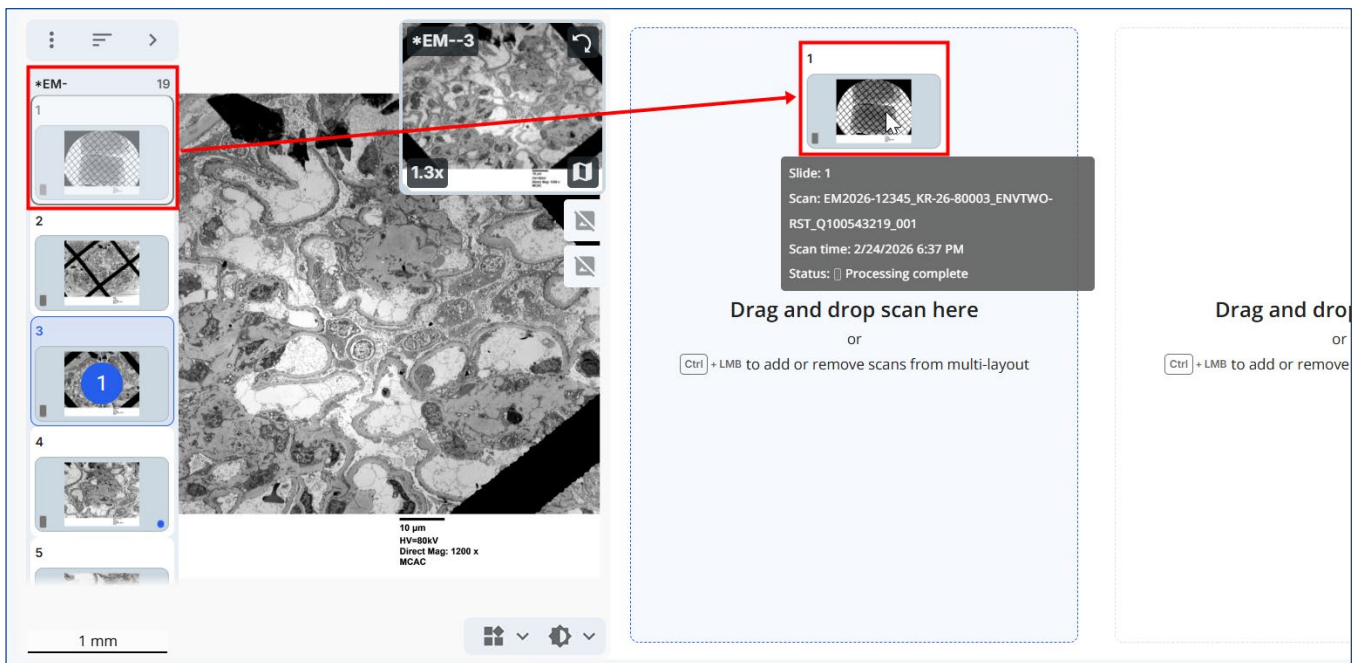 *EM-
19
1
2
3
1
4
5
1 mm
*EM--3
1.3x
10 µm
HV=80kV
Direct Mag: 1200 x
MCAC
1
Slide: 1
Scan: EM2026-12345_KR-26-80003_ENVTWO-
RST_Q100543219_001
Scan time: 2/24/2026 6:37 PM
Status: ▯ Processing complete
Drag and drop scan here
or
Ctrl + LMB to add or remove scans from multi-layout
Drag and drop
or
Ctrl + LMB to add or remove